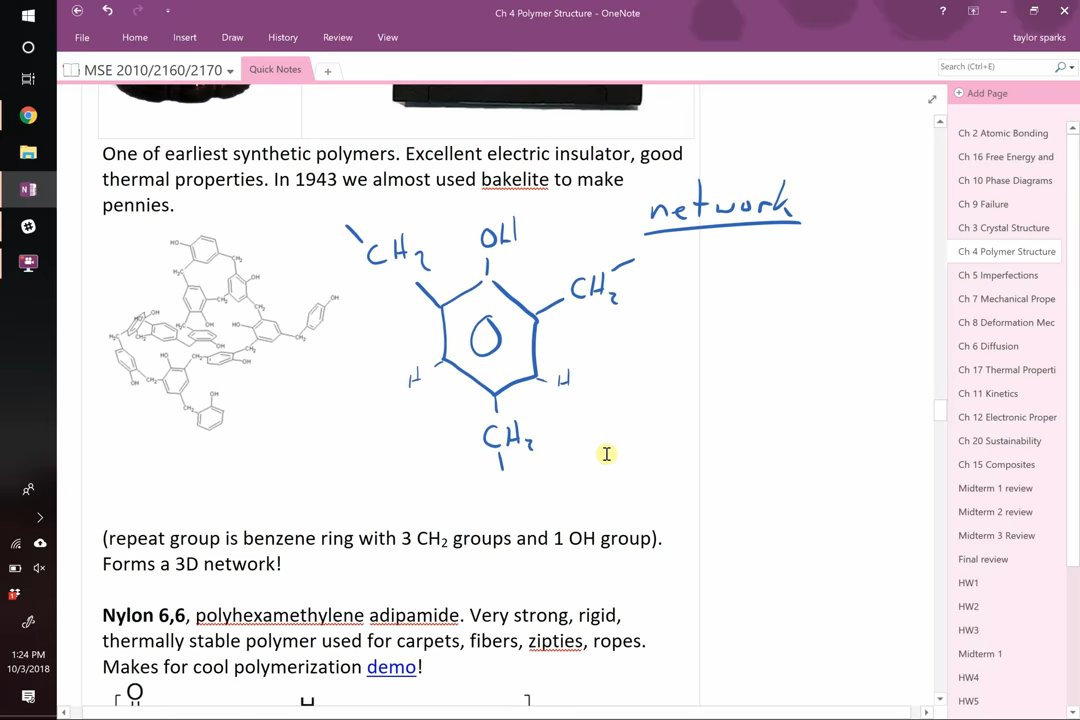 Ch 4 Polymer Structure - OneNote
?
File
Home
Insert
Draw
History
Review
View
taylor sparks
MSE 2010/2160/2170
Quick Notes
+
Search (Ctrl+E)
Add Page
Ch 2 Atomic Bonding
Ch 16 Free Energy and
Ch 10 Phase Diagrams
Ch 9 Failure
Ch 3 Crystal Structure
Ch 4 Polymer Structure
Ch 5 Imperfections
Ch 7 Mechanical Prope
Ch 8 Deformation Mec
Ch 6 Diffusion
Ch 17 Thermal Properti
Ch 11 Kinetics
Ch 12 Electronic Proper
Ch 20 Sustainability
Ch 15 Composites
Midterm 1 review
Midterm 2 review
Midterm 3 Review
Final review
HW1
HW2
HW3
Midterm 1
HW4
HW5
One of earliest synthetic polymers. Excellent electric insulator, good
thermal properties. In 1943 we almost used bakelite to make
pennies.
network
OH
CH2
CH2
H
H
CH2
(repeat group is benzene ring with 3 CH₂ groups and 1 OH group).
Forms a 3D network!
Nylon 6,6, polyhexamethylene adipamide. Very strong, rigid,
thermally stable polymer used for carpets, fibers, zipties, ropes.
Makes for cool polymerization demo!
O
H
1:24 PM
10/3/2018